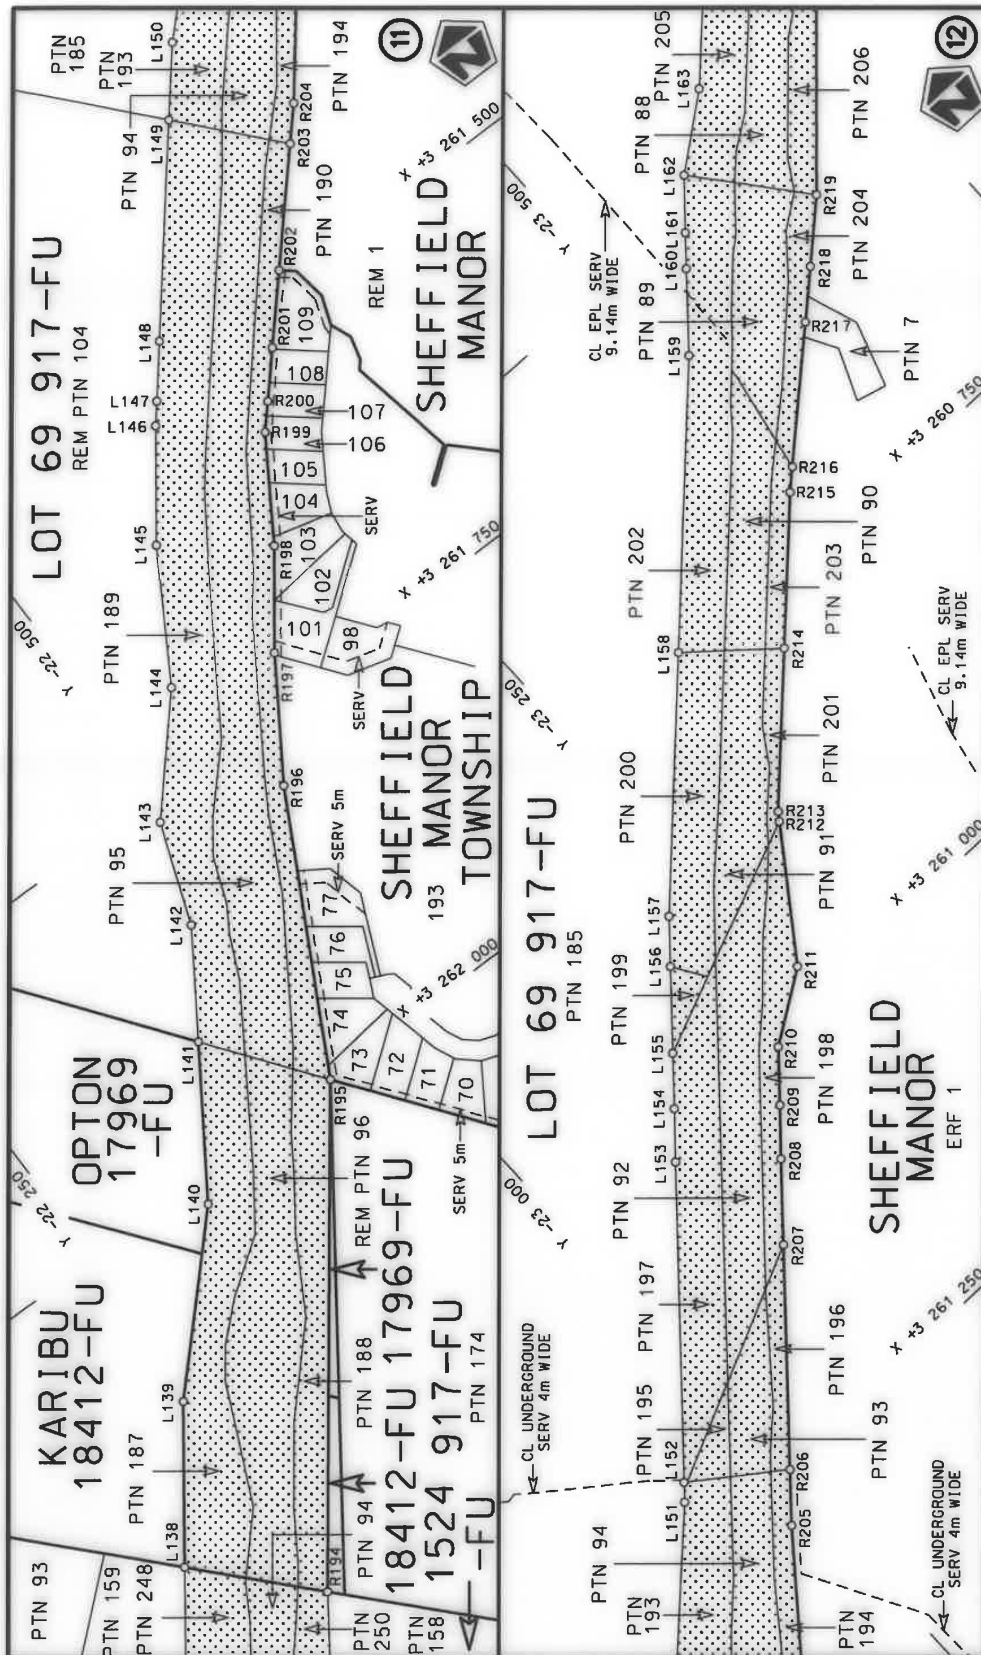 11
PTN 93
PTN 159
PTN 248
KARIBU
18412-FU
OPTON
17969
-FU
LOT 69 917-FU
REM PTN 104
PTN
185
PTN
193
PTN 94
PTN 187
PTN 95
PTN 189
L138
L139
L140
L141
L142
L143
L144
L145
L146
L147
L148
L149
L150
Y -22 250
Y -22 500
R194
R195
R196
R197
R198
R199
R200
R201
R202
R203
R204
PTN
250
PTN
158
PTN 94
PTN 188
REM PTN 96
18412-FU 17969-FU
1524 917-FU
-FU
PTN 174
SERV 5m
70
71
72
73
74
75
76
77
SERV 5m
X +3 262 000
SHEFFIELD
MANOR
TOWNSHIP
193
98
101
102
103
104
105
106
107
108
109
SERV
SERV
X +3 261 750
PTN 190
PTN 194
REM 1
SHEFFIELD
MANOR
X +3 261 500
12
LOT 69 917-FU
PTN 185
CL UNDERGROUND
SERV 4m WIDE
Y -23 000
Y -23 250
Y -23 500
CL EPL SERV
9.14m WIDE
PTN
193
PTN 94
PTN 195
PTN 197
PTN 92
PTN 199
PTN 200
PTN 202
PTN 89
PTN 88
PTN 205
L151
L152
L153
L154
L155
L156
L157
L158
L159
L160
L161
L162
L163
R205
R206
R207
R208
R209
R210
R211
R212
R213
R214
R215
R216
R217
R218
R219
PTN
194
PTN 93
PTN 196
PTN 198
PTN 91
PTN 201
PTN 203
PTN 90
PTN 7
PTN 204
PTN 206
CL UNDERGROUND
SERV 4m WIDE
X +3 261 250
SHEFFIELD
MANOR
ERF 1
X +3 261 000
CL EPL SERV
9.14m WIDE
X +3 260 750